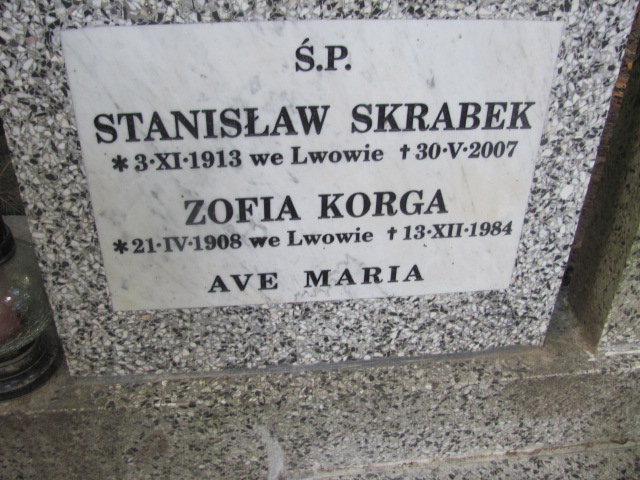 Ś.P.
STANISŁAW SKRABEK
*3·XI·1913 we Lwowie †30·V·2007
ZOFIA KORGA
*21·IV·1908 we Lwowie †13·XII·1984
AVE MARIA